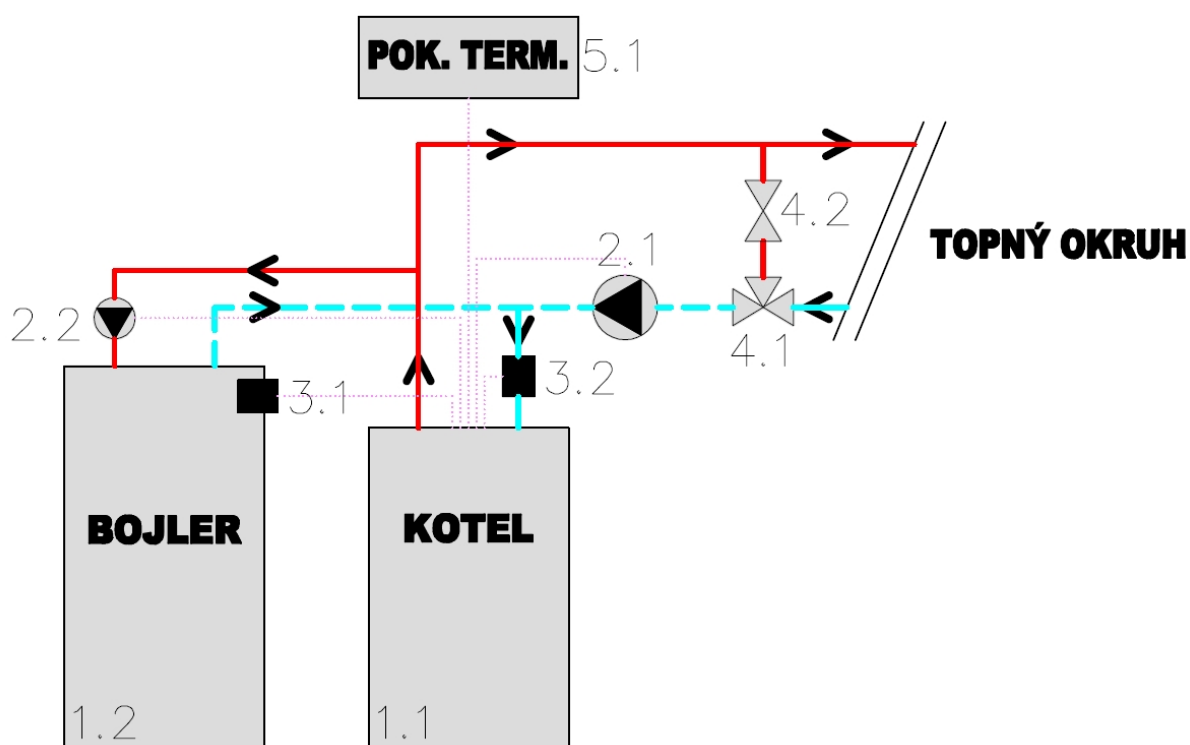 POK. TERM. 5.1
4.2
TOPNÝ OKRUH
2.1
2.2
4.1
3.1
3.2
BOJLER
KOTEL
1.2
1.1